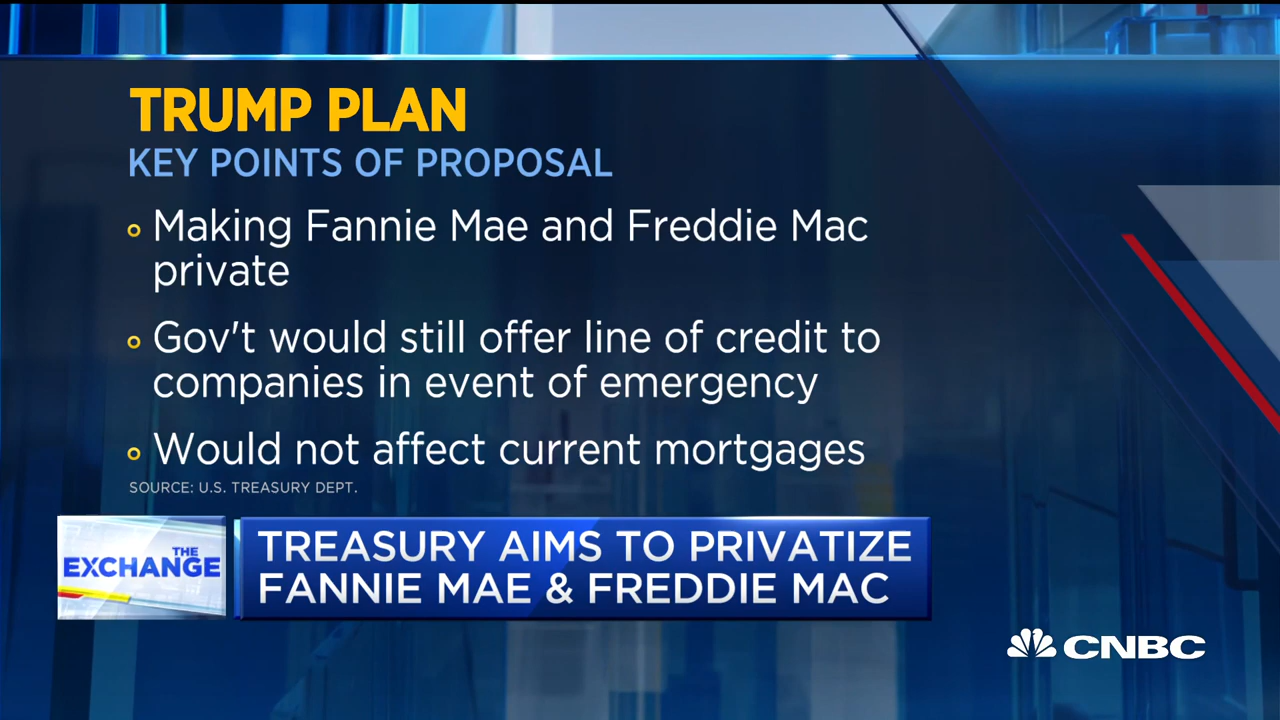 TRUMP PLAN
KEY POINTS OF PROPOSAL
Making Fannie Mae and Freddie Mac
private
Gov't would still offer line of credit to
companies in event of emergency
Would not affect current mortgages
SOURCE: U.S. TREASURY DEPT.
THE
EXCHANGE
TREASURY AIMS TO PRIVATIZE
FANNIE MAE & FREDDIE MAC
CNBC